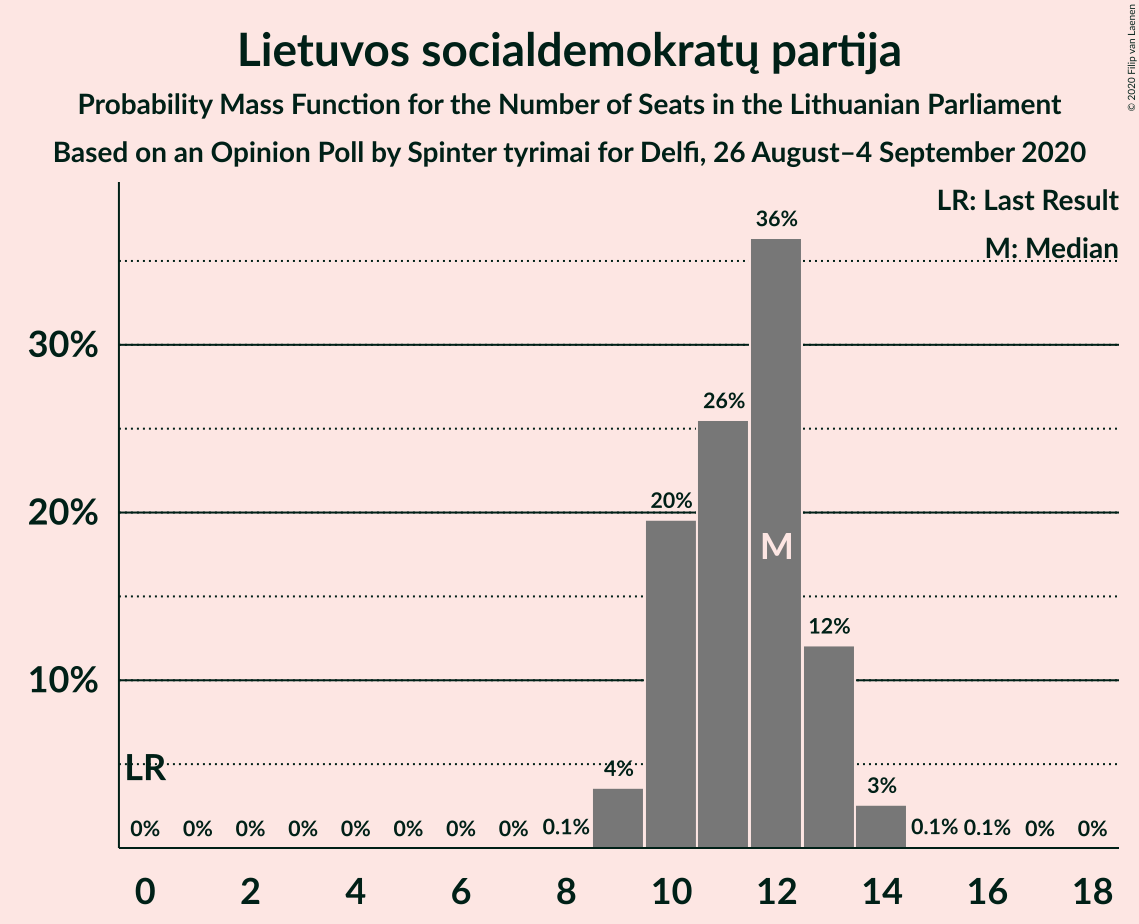 Lietuvos socialdemokratų partija
Probability Mass Function for the Number of Seats in the Lithuanian Parliament
Based on an Opinion Poll by Spinter tyrimai for Delfi, 26 August–4 September 2020
© 2020 Filip van Laenen
LR: Last Result
M: Median
36%
30%
26%
20%
20%
M
12%
10%
LR
4%
3%
0% 0% 0% 0% 0% 0% 0% 0% 0.1% 0.1% 0.1% 0% 0%
0 2 4 6 8 10 12 14 16 18